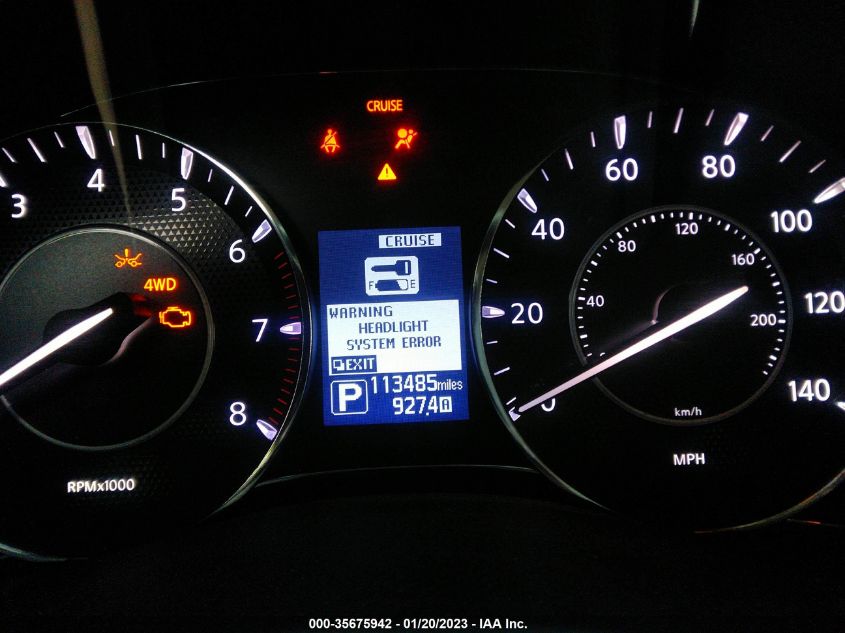 CRUISE
3
4
5
6
7
8
4WD
RPMx1000
CRUISE
F E
WARNING
HEADLIGHT
SYSTEM ERROR
EXIT
P
113485miles
927.4 A
0
20
40
60
80
100
120
140
40
80
120
160
200
km/h
MPH
000-35675942 - 01/20/2023 - IAA Inc.